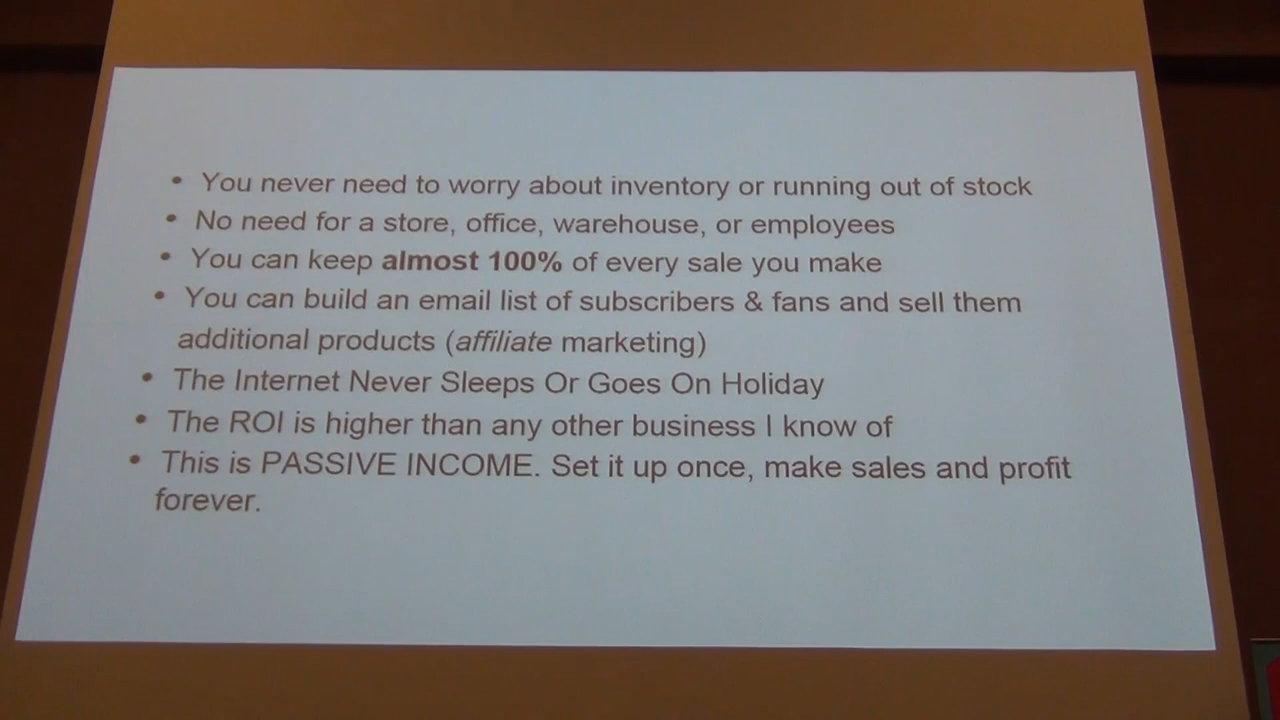 • You never need to worry about inventory or running out of stock
• No need for a store, office, warehouse, or employees
• You can keep almost 100% of every sale you make
• You can build an email list of subscribers & fans and sell them
additional products (affiliate marketing)
• The Internet Never Sleeps Or Goes On Holiday
• The ROI is higher than any other business I know of
• This is PASSIVE INCOME. Set it up once, make sales and profit
forever.